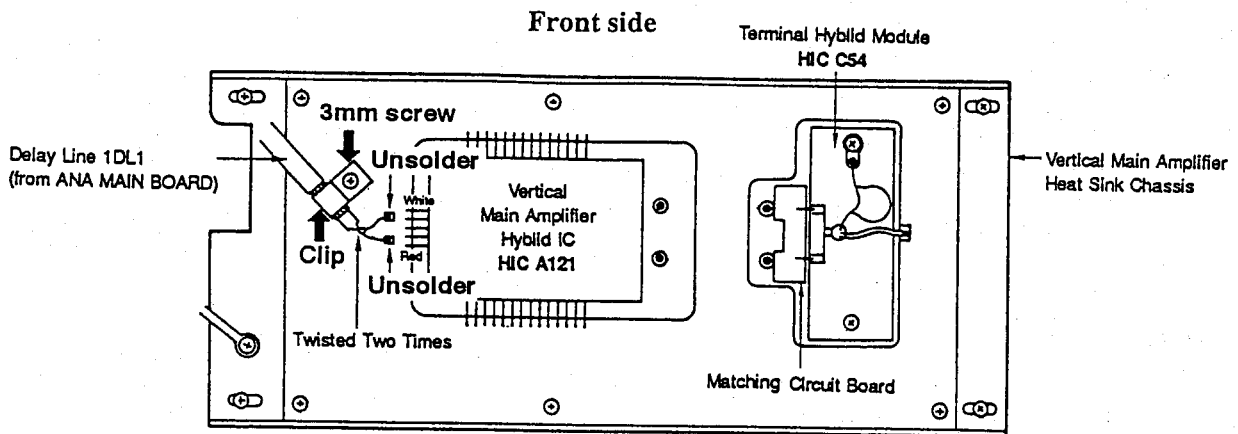 Front side
Terminal Hyblid Module
HIC C54
3mm screw
Delay Line 1DL1
(from ANA MAIN BOARD)
Unsolder
White
Vertical
Main Amplifier
Hyblid IC
HIC A121
Vertical Main Amplifier
Heat Sink Chassis
Clip
Red
Unsolder
Twisted Two Times
Matching Circuit Board